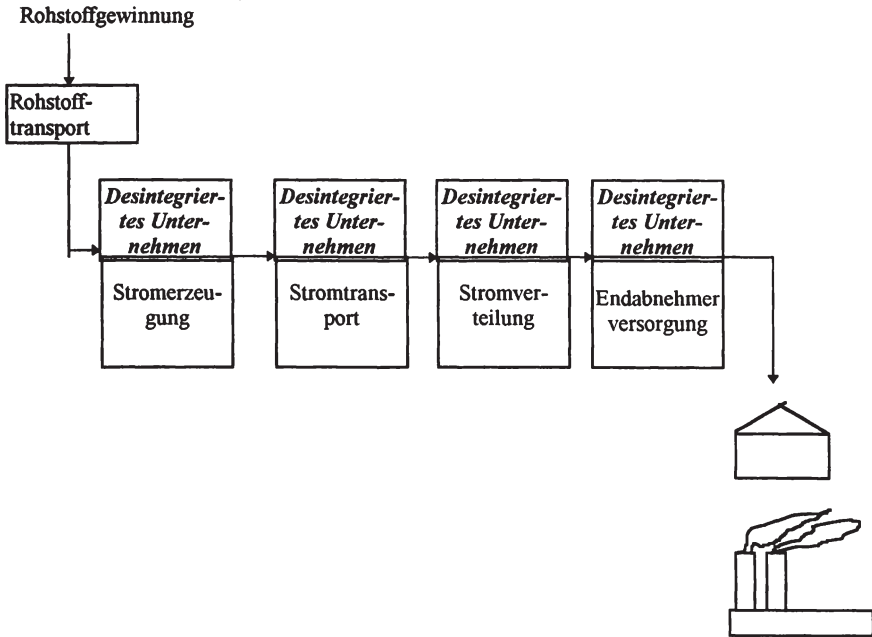 Rohstoffgewinnung
Rohstoff-
transport
Desintegrier-
tes Unter-
nehmen
Stromerzeu-
gung
Desintegrier-
tes Unter-
nehmen
Stromtrans-
port
Desintegrier-
tes Unter-
nehmen
Stromver-
teilung
Desintegrier-
tes Unter-
nehmen
Endabnehmer
versorgung